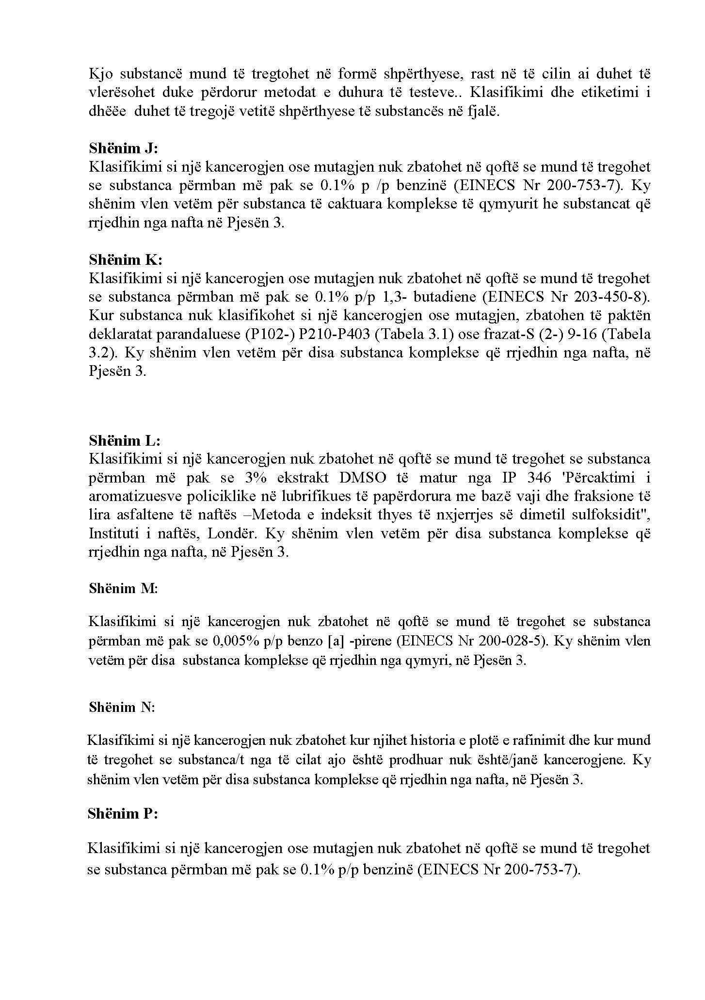 Kjo substancë mund të tregtohet në formë shpërthyese, rast në të cilin ai duhet të
vlerësohet duke përdorur metodat e duhura të testeve.. Klasifikimi dhe etiketimi i
dhëëe duhet të tregojë vetitë shpërthyese të substancës në fjalë.
Shënim J:
Klasifikimi si një kancerogjen ose mutagjen nuk zbatohet në qoftë se mund të tregohet
se substanca përmban më pak se 0.1% p /p benzinë (EINECS Nr 200-753-7). Ky
shënim vlen vetëm për substanca të caktuara komplekse të qymyurit he substancat që
rrjedhin nga nafta në Pjesën 3.
Shënim K:
Klasifikimi si një kancerogjen ose mutagjen nuk zbatohet në qoftë se mund të tregohet
se substanca përmban më pak se 0.1% p/p 1,3- butadiene (EINECS Nr 203-450-8).
Kur substanca nuk klasifikohet si një kancerogjen ose mutagjen, zbatohen të paktën
deklaratat parandaluese (P102-) P210-P403 (Tabela 3.1) ose frazat-S (2-) 9-16 (Tabela
3.2). Ky shënim vlen vetëm për disa substanca komplekse që rrjedhin nga nafta, në
Pjesën 3.
Shënim L:
Klasifikimi si një kancerogjen nuk zbatohet në qoftë se mund të tregohet se substanca
përmban më pak se 3% ekstrakt DMSO të matur nga IP 346 'Përcaktimi i
aromatizuesve policiklike në lubrifikues të papërdorura me bazë vaji dhe fraksione të
lira asfaltene të naftës –Metoda e indeksit thyes të nxjerrjes së dimetil sulfoksidit",
Instituti i naftës, Londër. Ky shënim vlen vetëm për disa substanca komplekse që
rrjedhin nga nafta, në Pjesën 3.
Shënim M:
Klasifikimi si një kancerogjen nuk zbatohet në qoftë se mund të tregohet se substanca
përmban më pak se 0,005% p/p benzo [a] -pirene (EINECS Nr 200-028-5). Ky shënim vlen
vetëm për disa substanca komplekse që rrjedhin nga qymyri, në Pjesën 3.
Shënim N:
Klasifikimi si një kancerogjen nuk zbatohet kur njihet historia e plotë e rafinimit dhe kur mund
të tregohet se substanca/t nga të cilat ajo është prodhuar nuk është/janë kancerogjene. Ky
shënim vlen vetëm për disa substanca komplekse që rrjedhin nga nafta, në Pjesën 3.
Shënim P:
Klasifikimi si një kancerogjen ose mutagjen nuk zbatohet në qoftë se mund të tregohet
se substanca përmban më pak se 0.1% p/p benzinë (EINECS Nr 200-753-7).